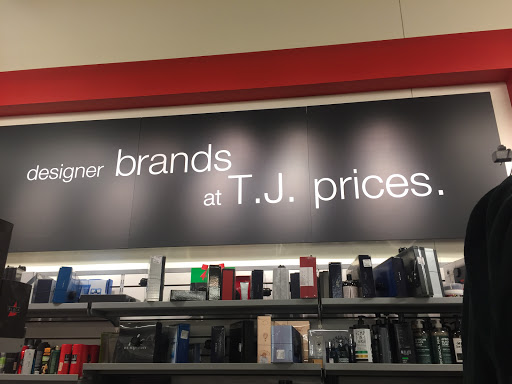 designer brands
at T.J. prices.